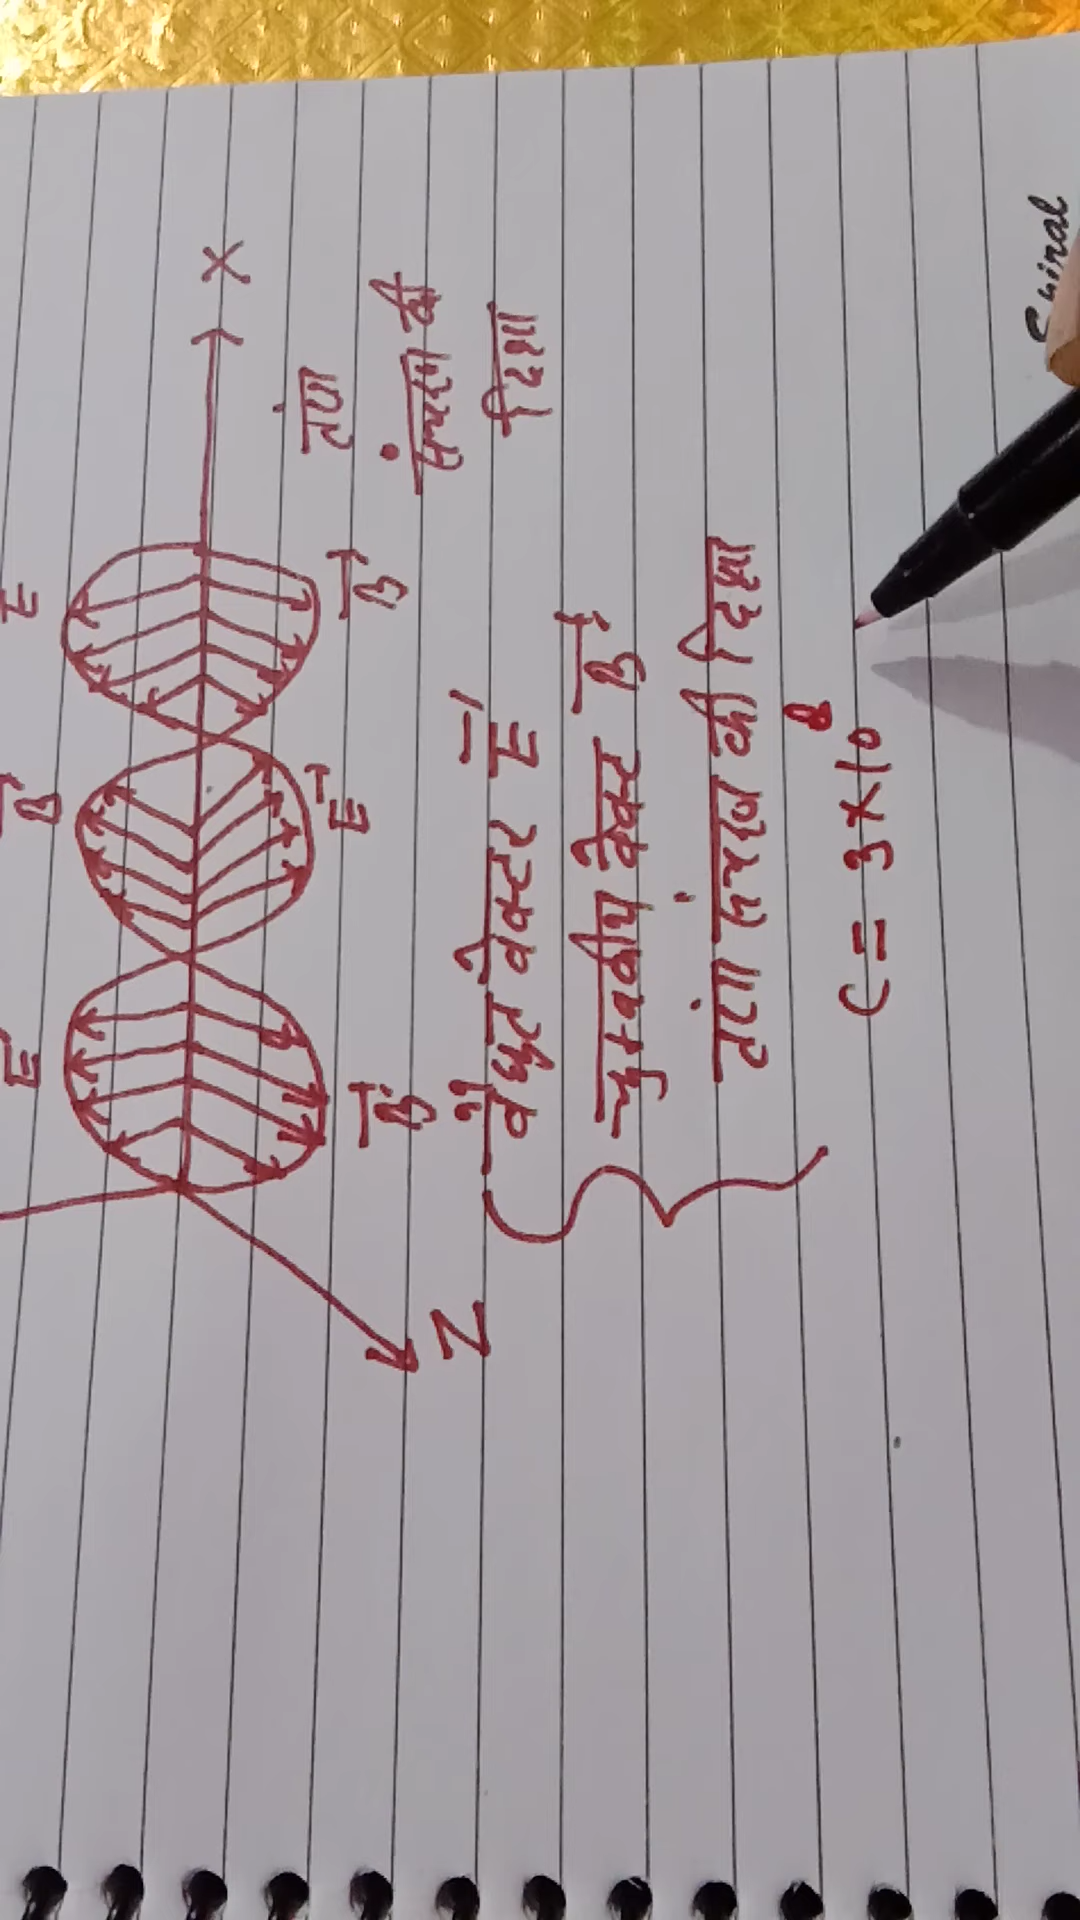 E
B
E
X
B
E
B
तरंग
संचरण की
दिशा
Z
वैद्युत वेक्टर E
चुम्बकीय वेक्टर B
तरंग संचरण की दिशा
C = 3×10⁸